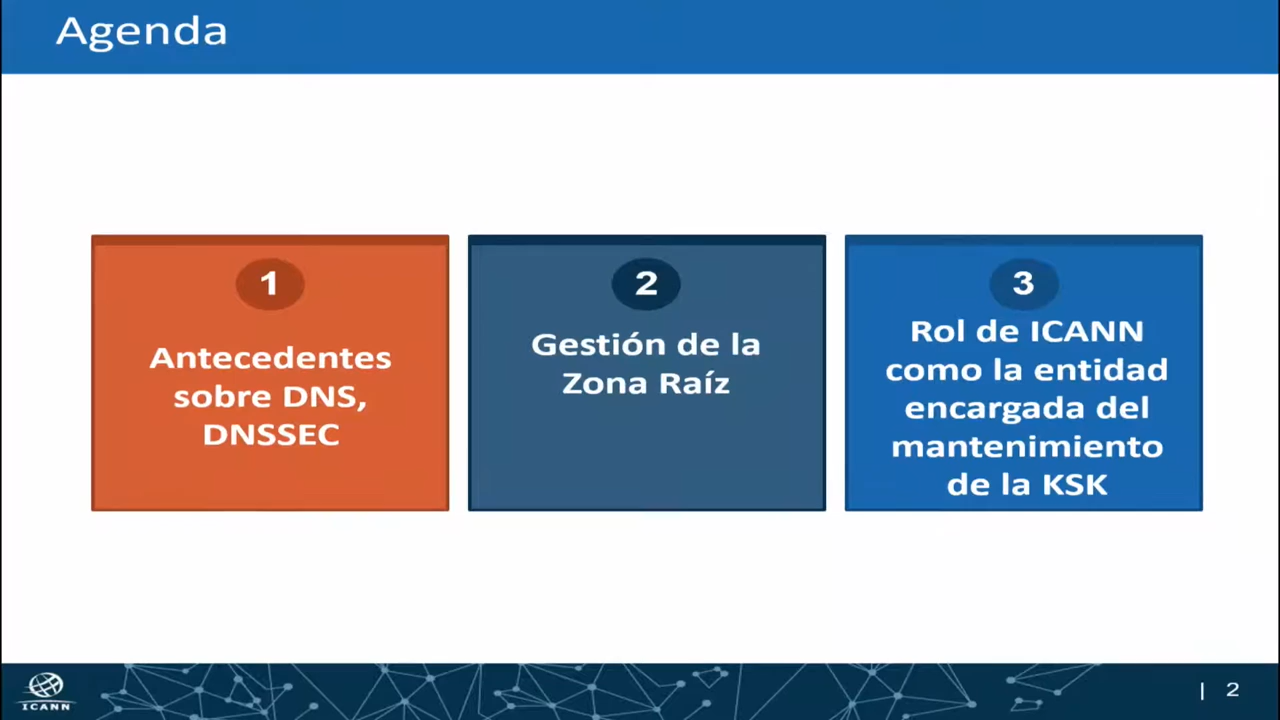 Agenda
1
Antecedentes
sobre DNS,
DNSSEC
2
Gestión de la
Zona Raíz
3
Rol de ICANN
como la entidad
encargada del
mantenimiento
de la KSK
ICANN
| 2